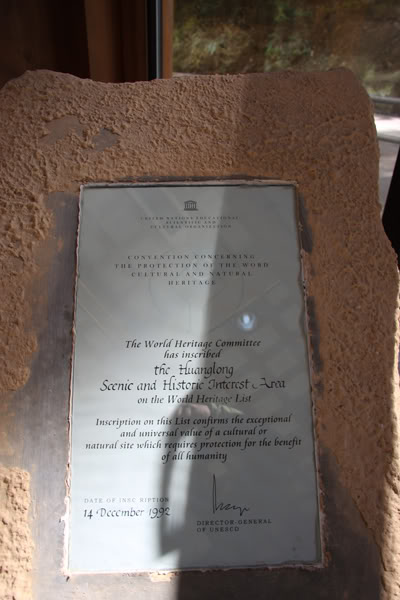 UNITED NATIONS EDUCATIONAL
SCIENTIFIC AND
CULTURAL ORGANIZATION
CONVENTION CONCERNING
THE PROTECTION OF THE WORD
CULTURAL AND NATURAL
HERITAGE
The World Heritage Committee
has inscribed
the Huanglong
Scenic and Historic Interest Area
on the World Heritage List
Inscription on this List confirms the exceptional
and universal value of a cultural or
natural site which requires protection for the benefit
of all humanity
DATE OF INSC RIPTION
14 December 1992
DIRECTOR-GENERAL
OF UNESCO